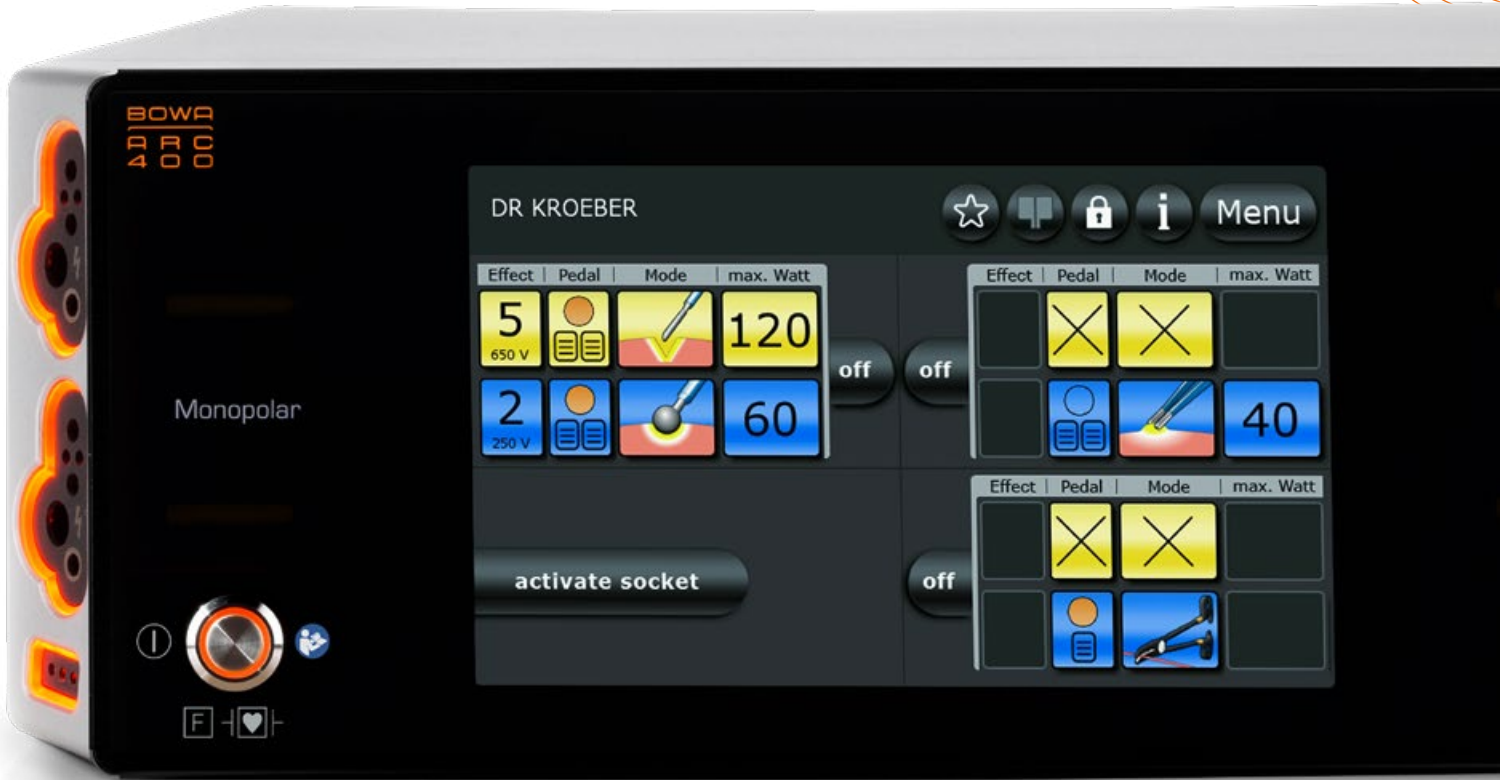 BOWA
ARC
400
DR KROEBER
i
Menu
Effect Pedal Mode max. Watt
5
650 V
120
off
2
250 V
60
Effect Pedal Mode max. Watt
off
40
Monopolar
activate socket
Effect Pedal Mode max. Watt
off
F